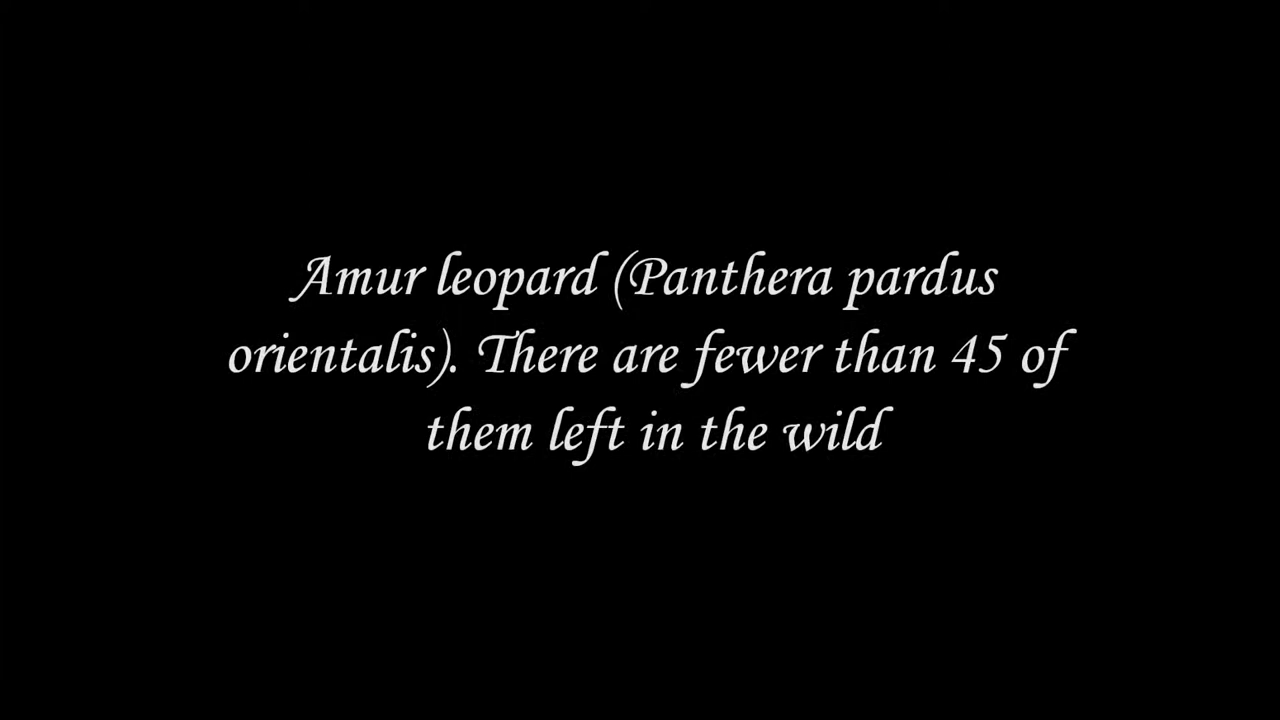 Amur leopard (Panthera pardus
orientalis). There are fewer than 45 of
them left in the wild